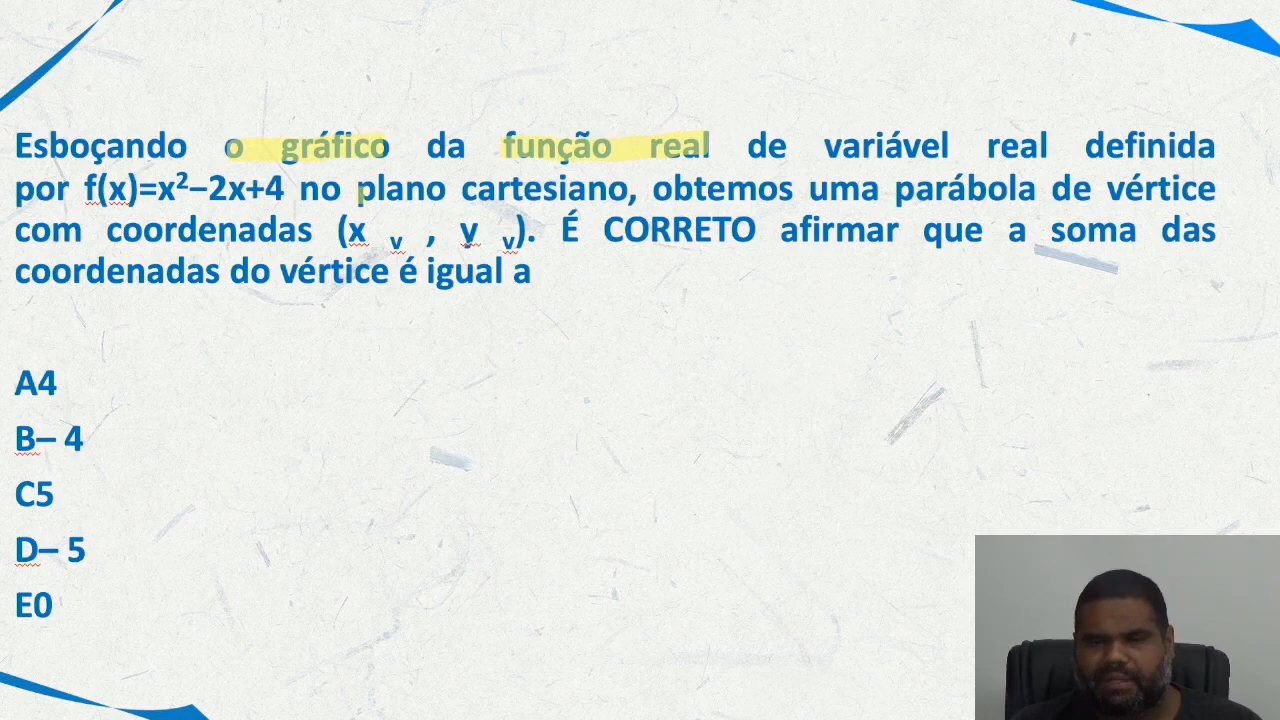 Esboçando o gráfico da função real de variável real definida
por f(x)=x²−2x+4 no plano cartesiano, obtemos uma parábola de vértice
com coordenadas (x v , y v). É CORRETO afirmar que a soma das
coordenadas do vértice é igual a
A4
B– 4
C5
D– 5
E0